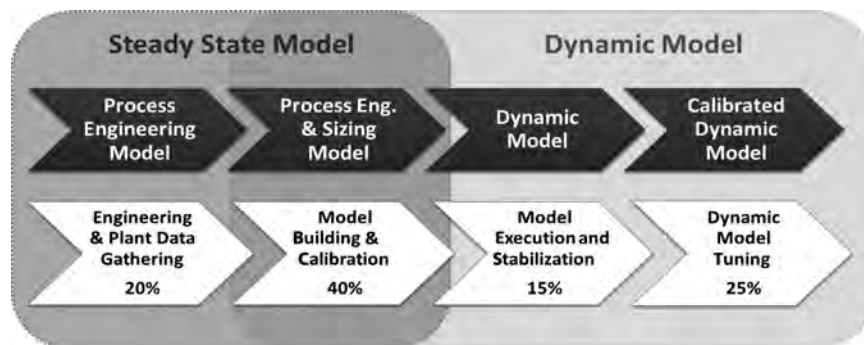 Steady State Model
Dynamic Model
Process
Engineering
Model
Process Eng.
& Sizing
Model
Dynamic
Model
Calibrated
Dynamic
Model
Engineering
& Plant Data
Gathering
20%
Model
Building &
Calibration
40%
Model
Execution and
Stabilization
15%
Dynamic
Model
Tuning
25%